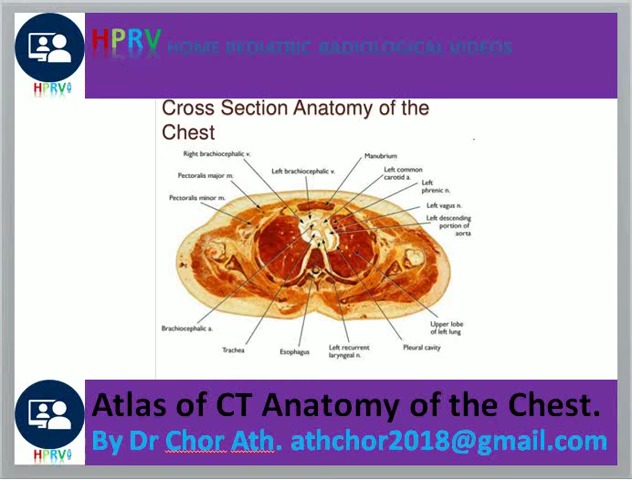 HPRV HOME PEDIATRIC RADIOLOGICAL VIDEOS
HPRV
Cross Section Anatomy of the
Chest
Right brachiocephalic v.
Manubrium
Left brachiocephalic v.
Pectoralis major m.
Left common
carotid a.
Left
phrenic n.
Pectoralis minor m.
Left vagus n.
Left descending
portion of
aorta
Brachiocephalic a.
Upper lobe
of left lung
Trachea
Esophagus
Left recurrent
laryngeal n.
Pleural cavity
Atlas of CT Anatomy of the Chest.
By Dr Chor Ath. athchor2018@gmail.com
HPRV